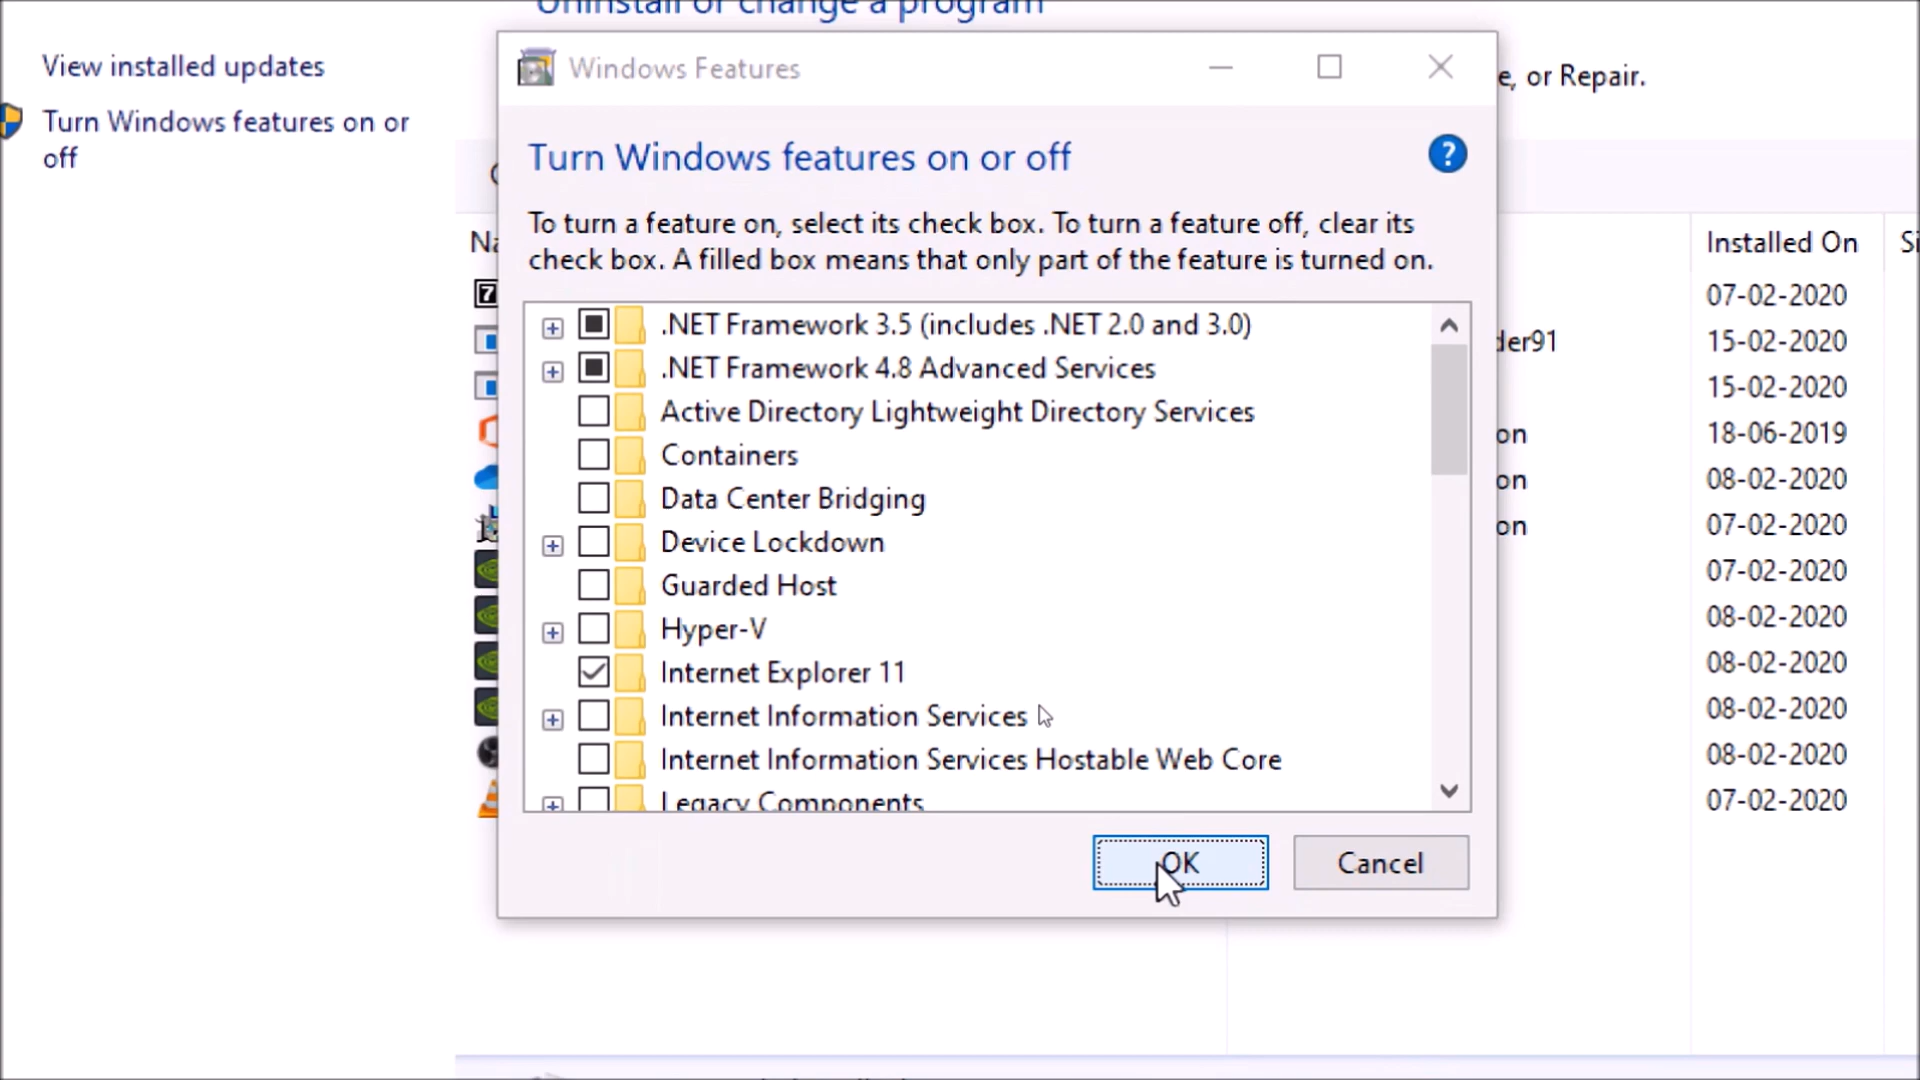 Uninstall or change a program
View installed updates
Turn Windows features on or
off
e, or Repair.
Windows Features
Turn Windows features on or off
To turn a feature on, select its check box. To turn a feature off, clear its
check box. A filled box means that only part of the feature is turned on.
.NET Framework 3.5 (includes .NET 2.0 and 3.0)
.NET Framework 4.8 Advanced Services
Active Directory Lightweight Directory Services
Containers
Data Center Bridging
Device Lockdown
Guarded Host
Hyper-V
Internet Explorer 11
Internet Information Services
Internet Information Services Hostable Web Core
Legacy Components
OK
Cancel
Na
Installed On
Si
07-02-2020
der91
15-02-2020
15-02-2020
on
18-06-2019
on
08-02-2020
on
07-02-2020
07-02-2020
08-02-2020
08-02-2020
08-02-2020
08-02-2020
07-02-2020